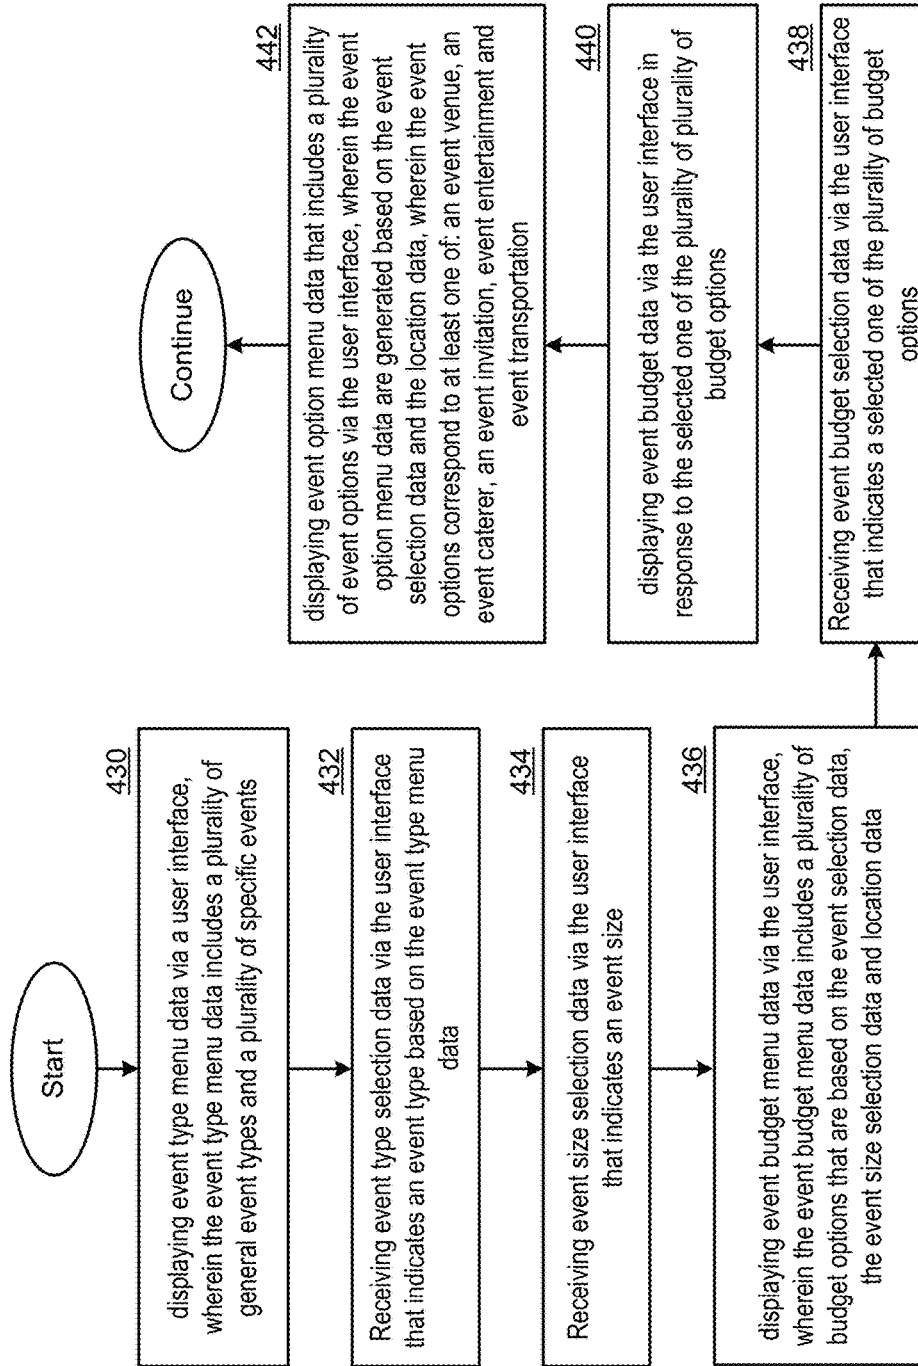 Start
430
displaying event type menu data via a user interface,
wherein the event type menu data includes a plurality of
general event types and a plurality of specific events
432
Receiving event type selection data via the user interface
that indicates an event type based on the event type menu
data
434
Receiving event size selection data via the user interface
that indicates an event size
436
displaying event budget menu data via the user interface,
wherein the event budget menu data includes a plurality of
budget options that are based on the event selection data,
the event size selection data and location data
438
Receiving event budget selection data via the user interface
that indicates a selected one of the plurality of budget
options
440
displaying event budget data via the user interface in
response to the selected one of the plurality of plurality of
budget options
442
displaying event option menu data that includes a plurality
of event options via the user interface, wherein the event
option menu data are generated based on the event
selection data and the location data, wherein the event
options correspond to at least one of: an event venue, an
event caterer, an event invitation, event entertainment and
event transportation
Continue